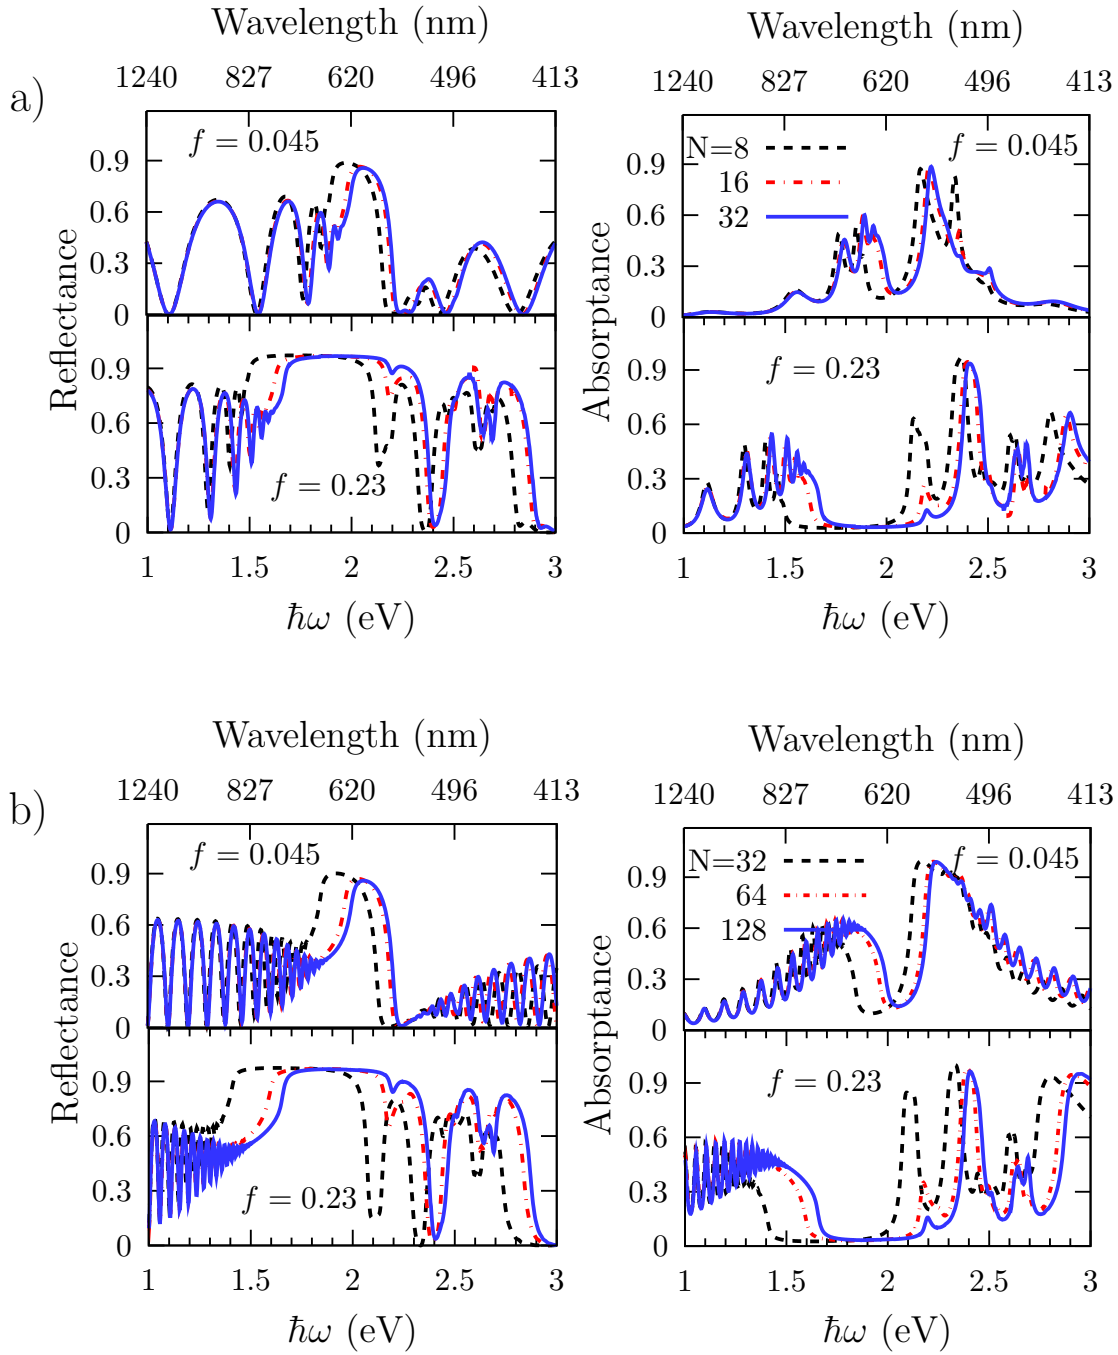 a)
Wavelength (nm)
1240 827 620 496 413
f = 0.045
0.9
0.6
0.3
0
Reflectance
f = 0.23
0.9
0.6
0.3
0
1 1.5 2 2.5 3
ħω (eV)
Wavelength (nm)
1240 827 620 496 413
N=8
16
32
f = 0.045
0.9
0.6
0.3
0
Absorptance
f = 0.23
0.9
0.6
0.3
0
1 1.5 2 2.5 3
ħω (eV)
b)
Wavelength (nm)
1240 827 620 496 413
f = 0.045
0.9
0.6
0.3
0
Reflectance
f = 0.23
0.9
0.6
0.3
0
1 1.5 2 2.5 3
ħω (eV)
Wavelength (nm)
1240 827 620 496 413
N=32
64
128
f = 0.045
0.9
0.6
0.3
0
Absorptance
f = 0.23
0.9
0.6
0.3
0
1 1.5 2 2.5 3
ħω (eV)